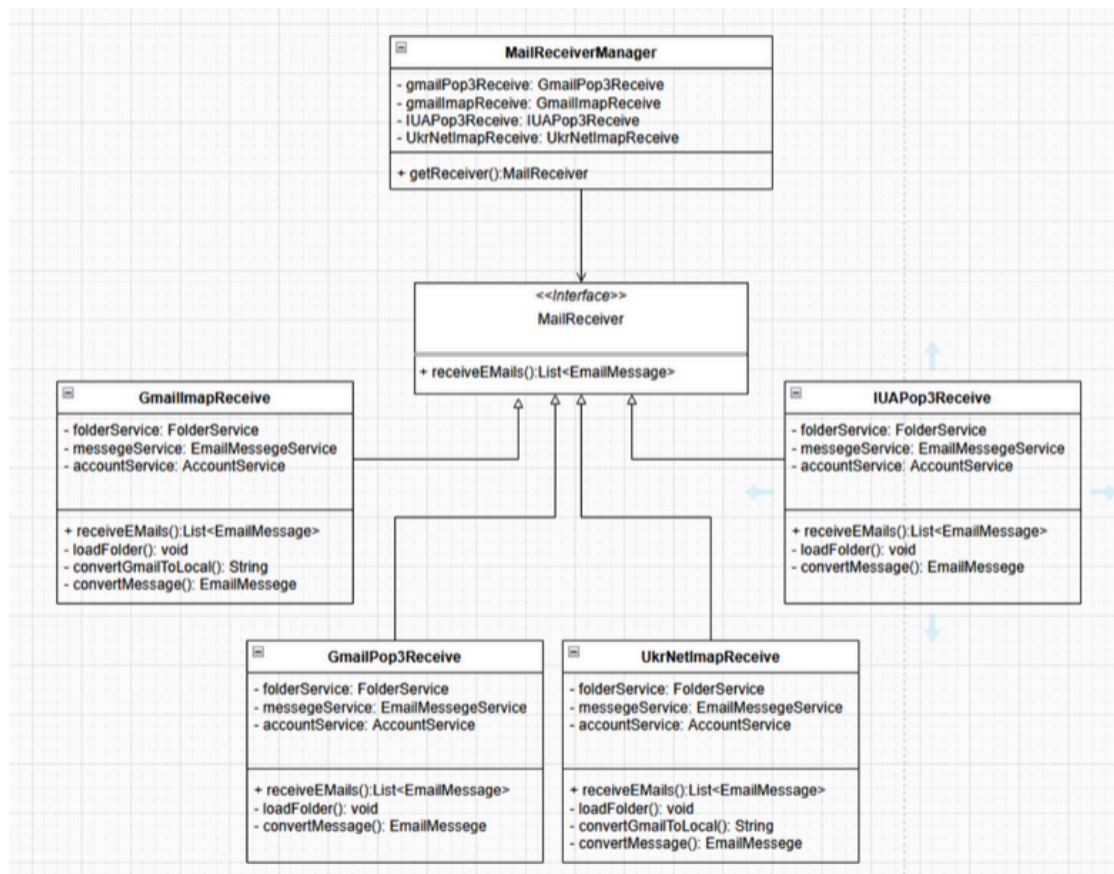 MailReceiverManager
- gmailPop3Receive: GmailPop3Receive
- gmailImapReceive: GmailImapReceive
- IUAPop3Receive: IUAPop3Receive
- UkrNetImapReceive: UkrNetImapReceive
+ getReceiver():MailReceiver
<<Interface>>
MailReceiver
+ receiveEMails():List<EmailMessage>
GmailImapReceive
- folderService: FolderService
- messegeService: EmailMessegeService
- accountService: AccountService
+ receiveEMails():List<EmailMessage>
- loadFolder(): void
- convertGmailToLocal(): String
- convertMessage(): EmailMessege
IUAPop3Receive
- folderService: FolderService
- messegeService: EmailMessegeService
- accountService: AccountService
+ receiveEMails():List<EmailMessage>
- loadFolder(): void
- convertMessage(): EmailMessege
GmailPop3Receive
- folderService: FolderService
- messegeService: EmailMessegeService
- accountService: AccountService
+ receiveEMails():List<EmailMessage>
- loadFolder(): void
- convertMessage(): EmailMessege
UkrNetImapReceive
- folderService: FolderService
- messegeService: EmailMessegeService
- accountService: AccountService
+ receiveEMails():List<EmailMessage>
- loadFolder(): void
- convertGmailToLocal(): String
- convertMessage(): EmailMessege